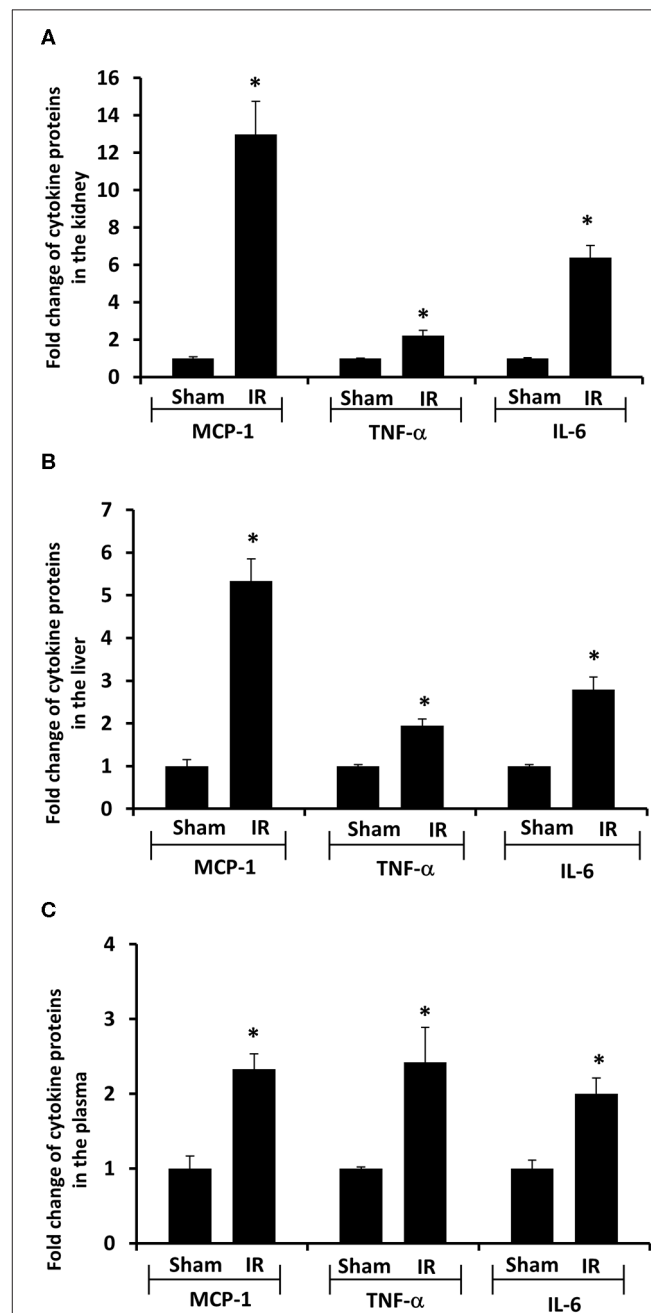 A
Fold change of cytokine proteins
in the kidney
16
14
12
10
8
6
4
2
0
*
*
*
Sham IR Sham IR Sham IR
MCP-1 TNF-α IL-6
B
Fold change of cytokine proteins
in the liver
7
6
5
4
3
2
1
0
*
*
*
Sham IR Sham IR Sham IR
MCP-1 TNF-α IL-6
C
Fold change of cytokine proteins
in the plasma
4
3
2
1
0
*
*
*
Sham IR Sham IR Sham IR
MCP-1 TNF-α IL-6